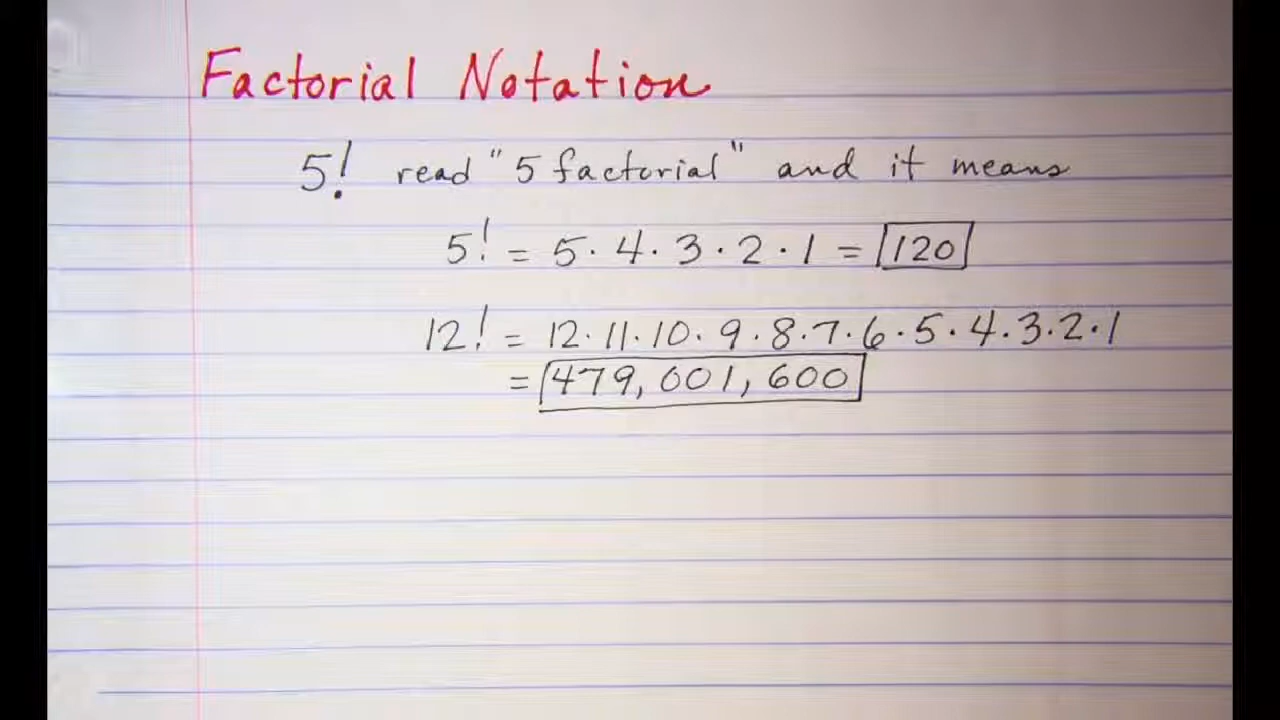 Factorial Notation
5! read "5 factorial" and it means
5! = 5 · 4 · 3 · 2 · 1 = 120
12! = 12 · 11 · 10 · 9 · 8 · 7 · 6 · 5 · 4 · 3 · 2 · 1
= 479,001,600